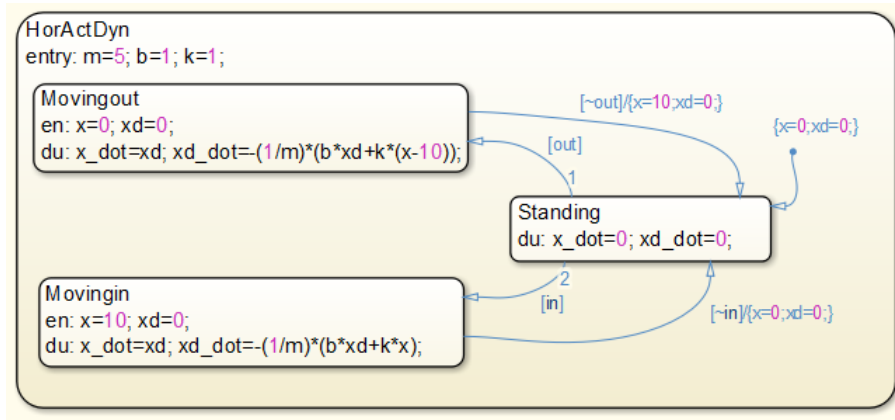 HorActDyn
entry: m=5; b=1; k=1;
Movingout
en: x=0; xd=0;
du: x_dot=xd; xd_dot=-(1/m)*(b*xd+k*(x-10));
[~out]/{x=10;xd=0;}
{x=0;xd=0;}
[out]
1
Standing
du: x_dot=0; xd_dot=0;
2
[in]
Movingin
en: x=10; xd=0;
du: x_dot=xd; xd_dot=-(1/m)*(b*xd+k*x);
[~in]/{x=0;xd=0;}